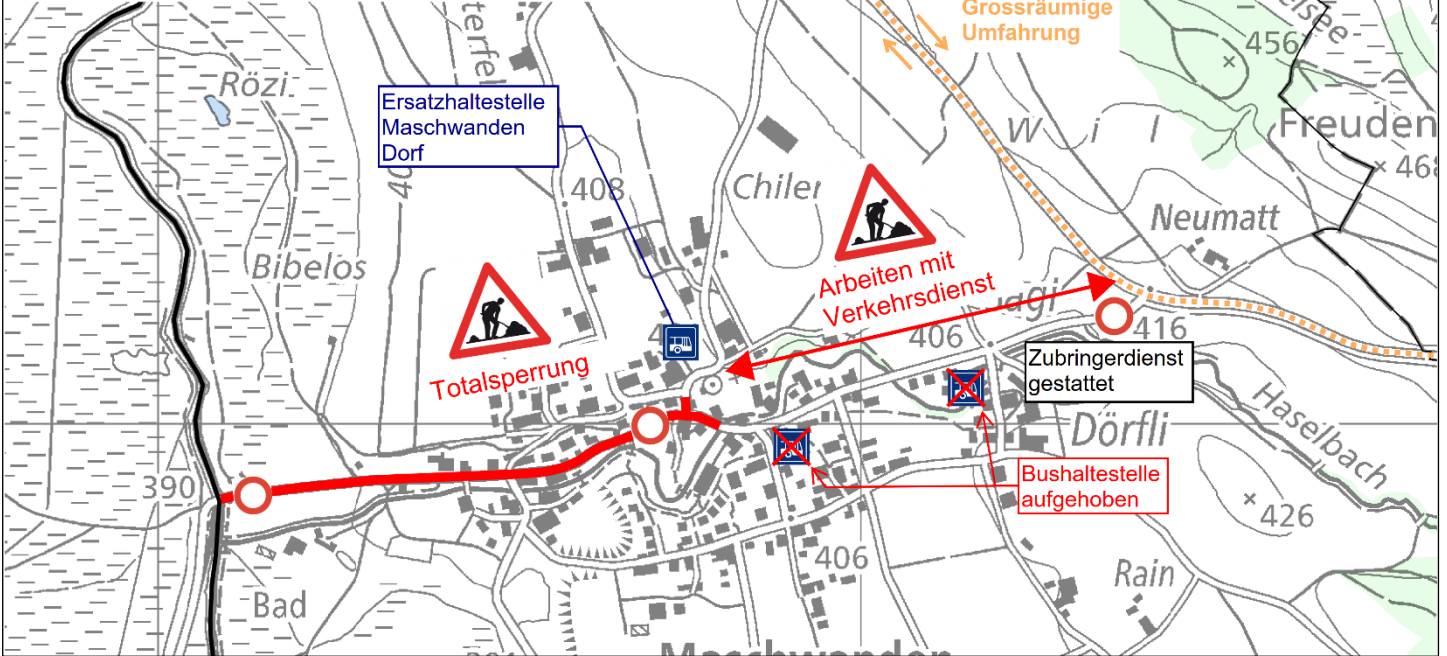 Grossräumige
Umfahrung
456
Rözi
Ersatzhaltestelle
Maschwanden
Dorf
W i l
Freuden
408
Chiler
468
Neumatt
Bibelos
Arbeiten mit
Verkehrsdienst
416
406
Totalsperrung
Zubringerdienst
gestattet
Dörfli
Haselbach
390
Bushaltestelle
aufgehoben
426
406
Rain
Bad
Maschwanden